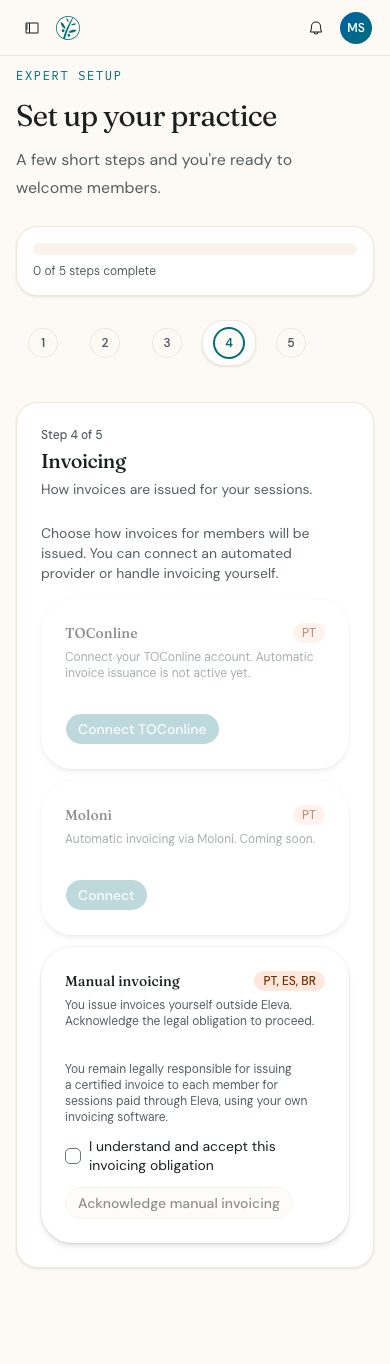 MS
EXPERT SETUP
Set up your practice
A few short steps and you're ready to
welcome members.
0 of 5 steps complete
1 2 3 4 5
Step 4 of 5
Invoicing
How invoices are issued for your sessions.
Choose how invoices for members will be
issued. You can connect an automated
provider or handle invoicing yourself.
TOConline PT
Connect your TOConline account. Automatic
invoice issuance is not active yet.
Connect TOConline
Moloni PT
Automatic invoicing via Moloni. Coming soon.
Connect
Manual invoicing PT, ES, BR
You issue invoices yourself outside Eleva.
Acknowledge the legal obligation to proceed.
You remain legally responsible for issuing
a certified invoice to each member for
sessions paid through Eleva, using your own
invoicing software.
I understand and accept this
invoicing obligation
Acknowledge manual invoicing